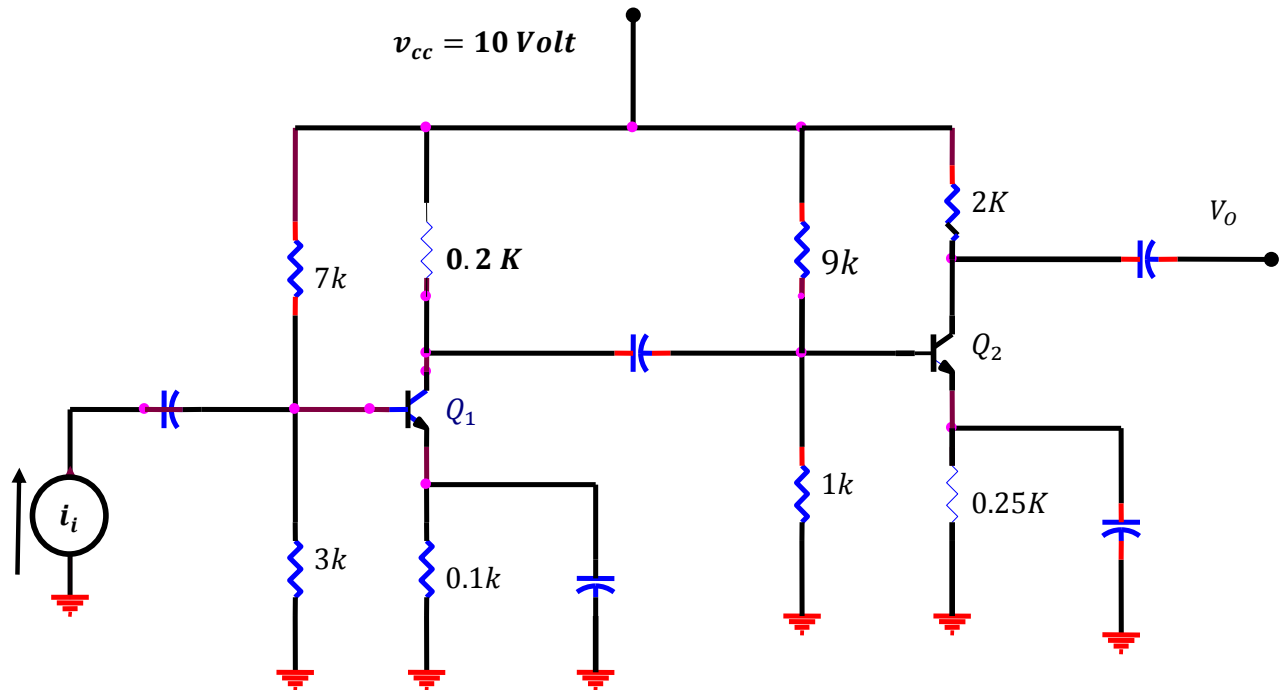 v_cc = 10 Volt
2K
V_O
7k
0.2 K
9k
Q_2
Q_1
i_i
3k
0.1k
1k
0.25K